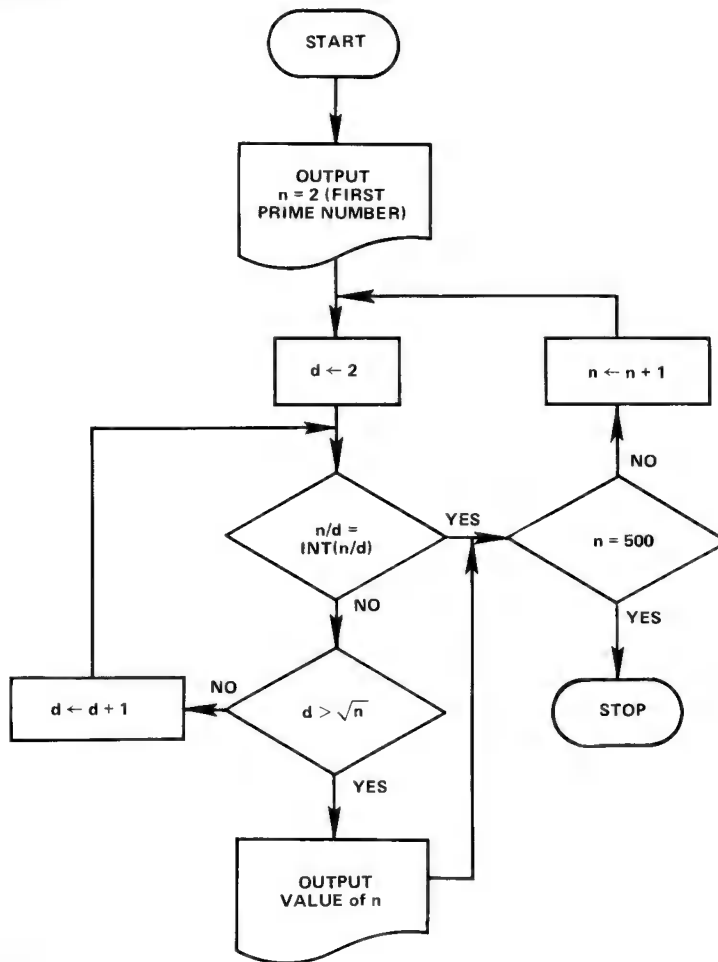 START
OUTPUT
n = 2 (FIRST
PRIME NUMBER)
d ← 2
n ← n + 1
NO
n/d =
INT(n/d)
YES
n = 500
NO
YES
d ← d + 1
NO
d > √n
STOP
YES
OUTPUT
VALUE of n